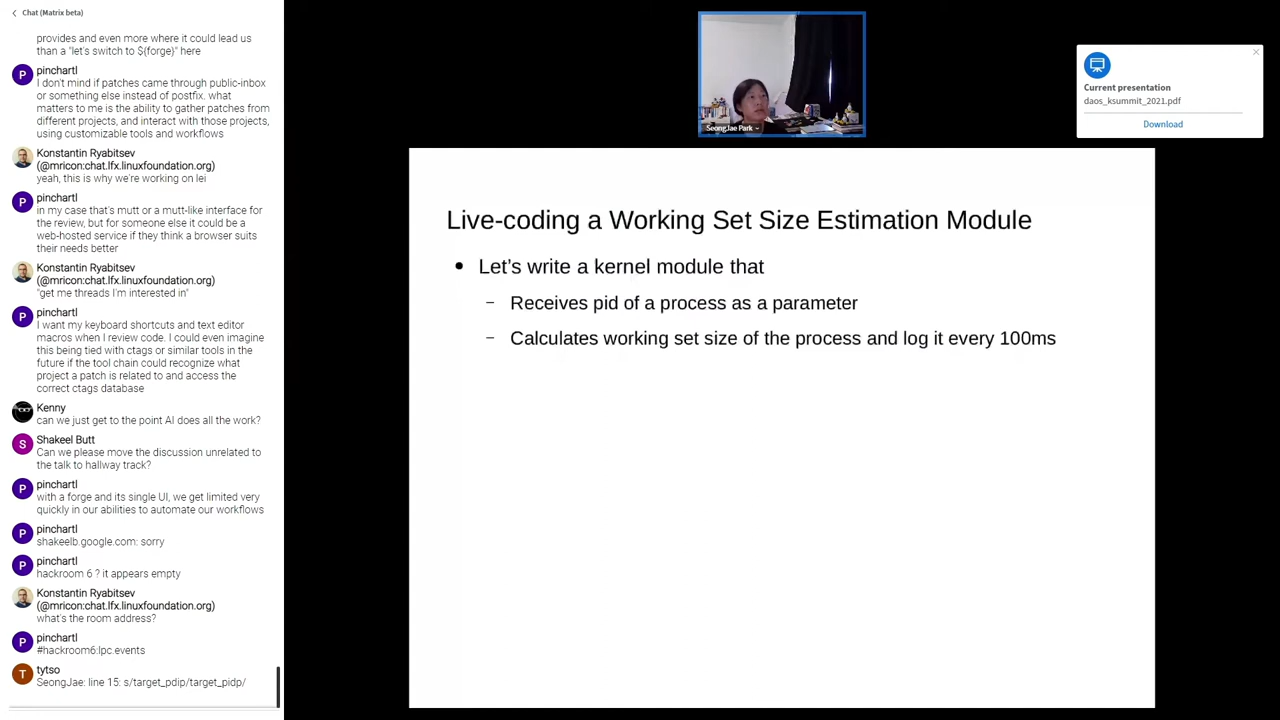 Chat (Matrix beta)
provides and even more where it could lead us
than a "let's switch to ${forge}" here
P
pinchartl
I don't mind if patches came through public-inbox
or something else instead of postfix. what
matters to me is the ability to gather patches from
different projects, and interact with those projects,
using customizable tools and workflows
Konstantin Ryabitsev
(@mricon:chat.lfx.linuxfoundation.org)
yeah, this is why we're working on lei
P
pinchartl
in my case that's mutt or a mutt-like interface for
the review, but for someone else it could be a
web-hosted service if they think a browser suits
their needs better
Konstantin Ryabitsev
(@mricon:chat.lfx.linuxfoundation.org)
"get me threads I'm interested in"
P
pinchartl
I want my keyboard shortcuts and text editor
macros when I review code. I could even imagine
this being tied with ctags or similar tools in the
future if the tool chain could recognize what
project a patch is related to and access the
correct ctags database
Kenny
can we just get to the point AI does all the work?
S
Shakeel Butt
Can we please move the discussion unrelated to
the talk to hallway track?
P
pinchartl
with a forge and its single UI, we get limited very
quickly in our abilities to automate our workflows
P
pinchartl
shakeelb.google.com: sorry
P
pinchartl
hackroom 6 ? it appears empty
Konstantin Ryabitsev
(@mricon:chat.lfx.linuxfoundation.org)
what's the room address?
P
pinchartl
#hackroom6:lpc.events
T
tytso
SeongJae: line 15: s/target_pdip/target_pidp/
SeongJae Park
Current presentation
daos_ksummit_2021.pdf
Download
Live-coding a Working Set Size Estimation Module
● Let's write a kernel module that
– Receives pid of a process as a parameter
– Calculates working set size of the process and log it every 100ms